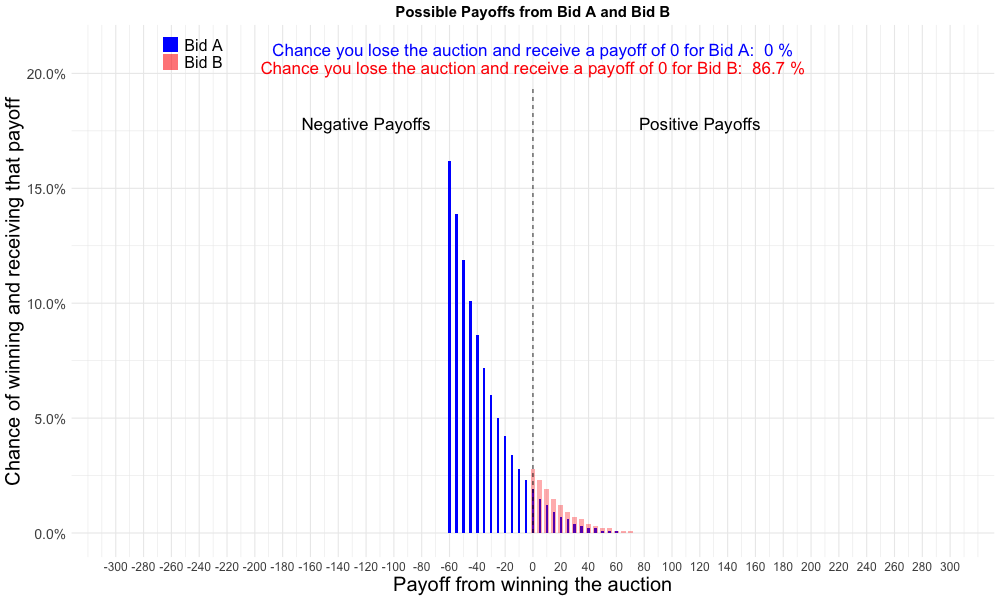 Possible Payoffs from Bid A and Bid B
Bid A
Bid B
Chance you lose the auction and receive a payoff of 0 for Bid A:  0 %
Chance you lose the auction and receive a payoff of 0 for Bid B:  86.7 %
Negative Payoffs
Positive Payoffs
Chance of winning and receiving that payoff
20.0%
15.0%
10.0%
5.0%
0.0%
-300 -280 -260 -240 -220 -200 -180 -160 -140 -120 -100 -80 -60 -40 -20 0 20 40 60 80 100 120 140 160 180 200 220 240 260 280 300
Payoff from winning the auction